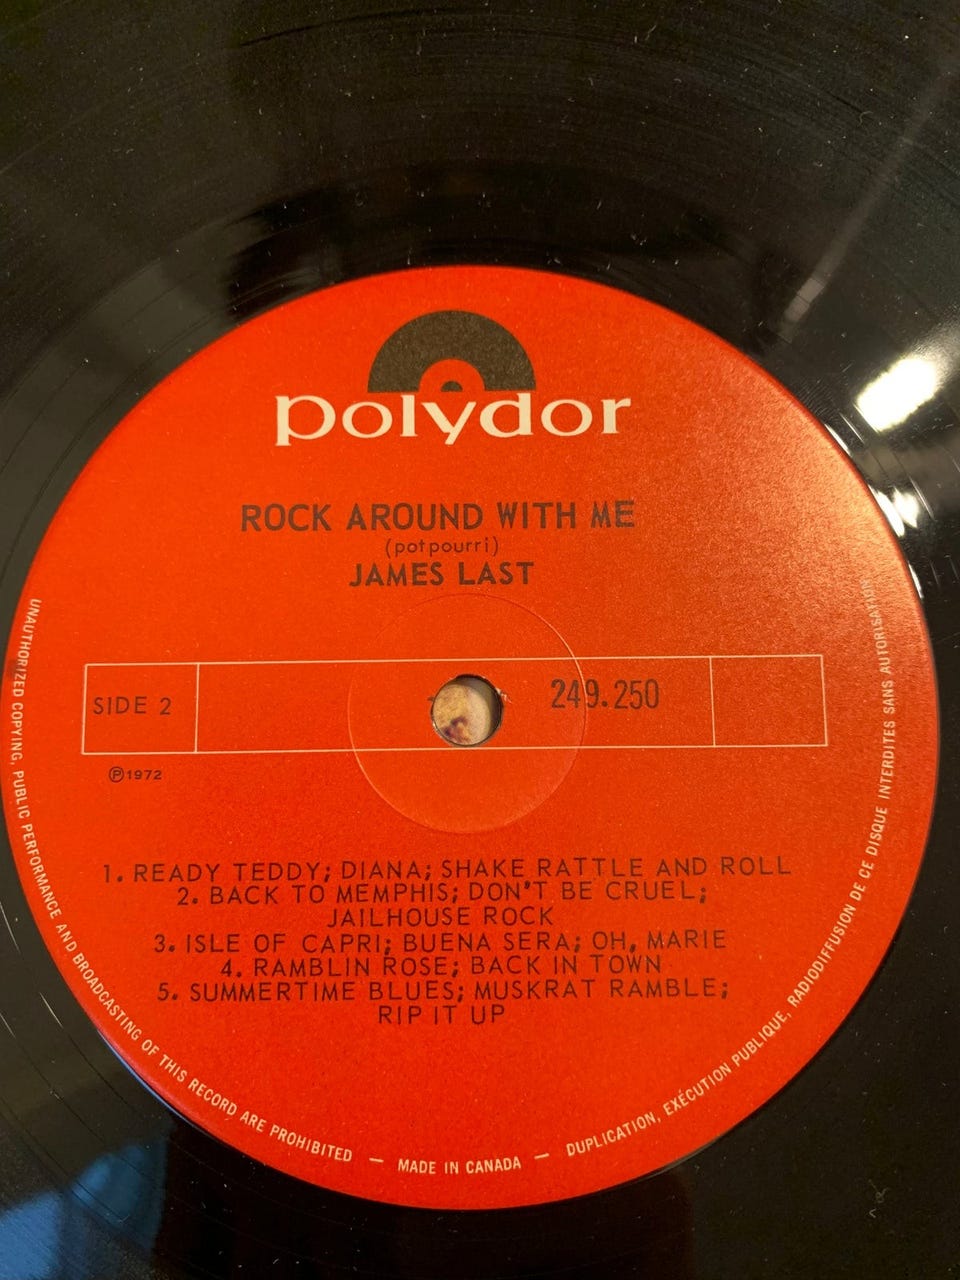 polydor
ROCK AROUND WITH ME
(potpourri)
JAMES LAST
SIDE 2
249.250
℗1972
1. READY TEDDY; DIANA; SHAKE RATTLE AND ROLL
2. BACK TO MEMPHIS; DON'T BE CRUEL;
JAILHOUSE ROCK
3. ISLE OF CAPRI; BUENA SERA; OH, MARIE
4. RAMBLIN ROSE; BACK IN TOWN
5. SUMMERTIME BLUES; MUSKRAT RAMBLE;
RIP IT UP
UNAUTHORIZED COPYING, PUBLIC PERFORMANCE AND BROADCASTING OF THIS RECORD ARE PROHIBITED — MADE IN CANADA — DUPLICATION, EXÉCUTION PUBLIQUE, RADIODIFFUSION DE CE DISQUE INTERDITES SANS AUTORISATION